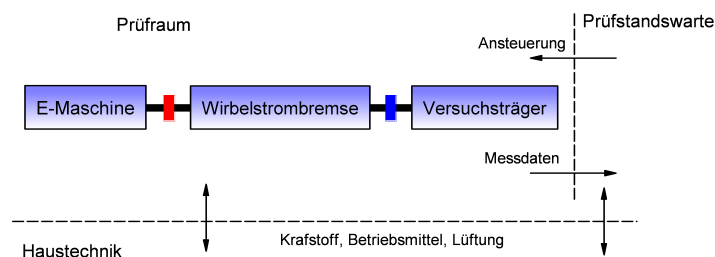 Prüfraum
Prüfstandswarte
Ansteuerung
E-Maschine
Wirbelstrombremse
Versuchsträger
Messdaten
Krafstoff, Betriebsmittel, Lüftung
Haustechnik